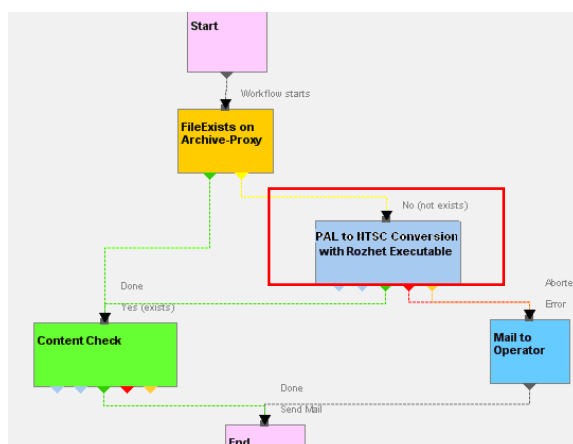 Start
Workflow starts
FileExists on
Archive-Proxy
No (not exists)
PAL to NTSC Conversion
with Rozhet Executable
Done
Yes (exists)
Aborte
Error
Content Check
Mail to
Operator
Done
Send Mail
End